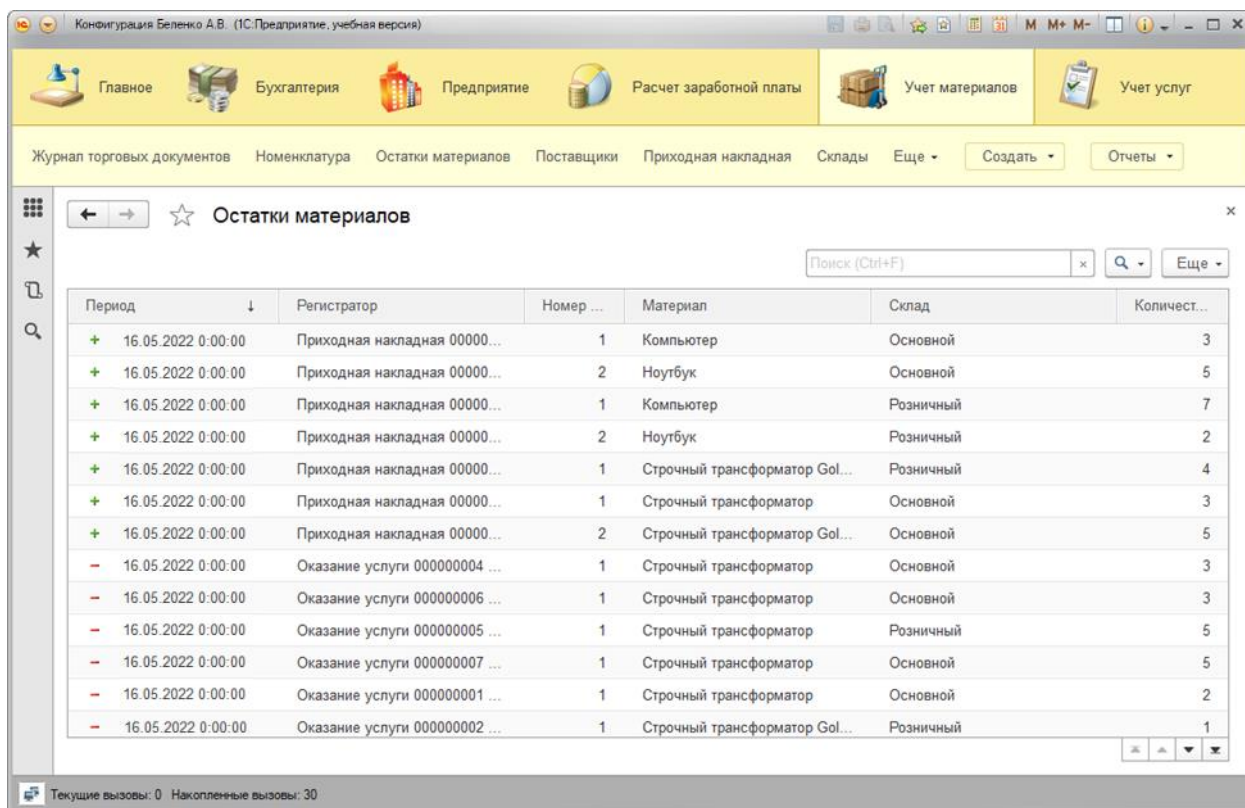 Конфигурация Беленко А.В. (1С:Предприятие, учебная версия) M M+ M-
Главное Бухгалтерия Предприятие Расчет заработной платы Учет материалов Учет услуг
Журнал торговых документов Номенклатура Остатки материалов Поставщики Приходная накладная Склады Еще Создать Отчеты
Остатки материалов
Поиск (Ctrl+F) Еще
Период Регистратор Номер ... Материал Склад Количест...
+ 16.05.2022 0:00:00 Приходная накладная 00000... 1 Компьютер Основной 3
+ 16.05.2022 0:00:00 Приходная накладная 00000... 2 Ноутбук Основной 5
+ 16.05.2022 0:00:00 Приходная накладная 00000... 1 Компьютер Розничный 7
+ 16.05.2022 0:00:00 Приходная накладная 00000... 2 Ноутбук Розничный 2
+ 16.05.2022 0:00:00 Приходная накладная 00000... 1 Строчный трансформатор Gol... Розничный 4
+ 16.05.2022 0:00:00 Приходная накладная 00000... 1 Строчный трансформатор Основной 3
+ 16.05.2022 0:00:00 Приходная накладная 00000... 2 Строчный трансформатор Gol... Основной 5
- 16.05.2022 0:00:00 Оказание услуги 000000004 ... 1 Строчный трансформатор Основной 3
- 16.05.2022 0:00:00 Оказание услуги 000000006 ... 1 Строчный трансформатор Основной 3
- 16.05.2022 0:00:00 Оказание услуги 000000005 ... 1 Строчный трансформатор Розничный 5
- 16.05.2022 0:00:00 Оказание услуги 000000007 ... 1 Строчный трансформатор Основной 5
- 16.05.2022 0:00:00 Оказание услуги 000000001 ... 1 Строчный трансформатор Основной 2
- 16.05.2022 0:00:00 Оказание услуги 000000002 ... 1 Строчный трансформатор Gol... Розничный 1
Текущие вызовы: 0 Накопленные вызовы: 30